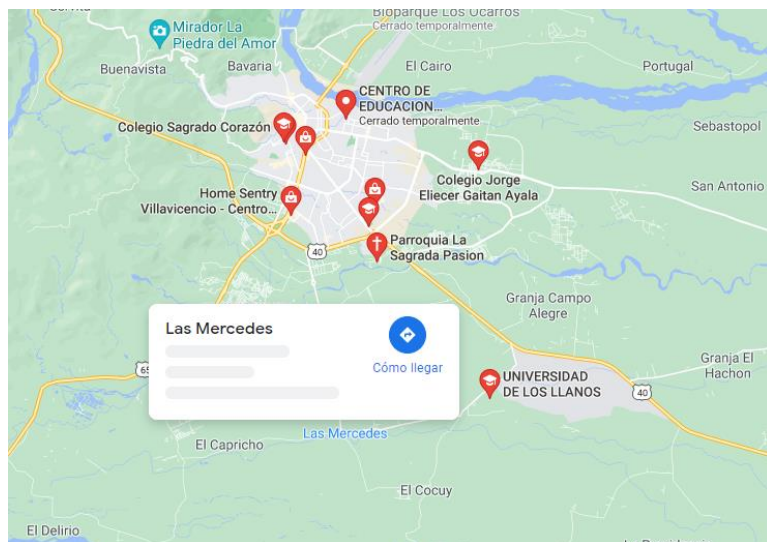 Bioparque Los Ocarros
Cerrado temporalmente
Mirador La
Piedra del Amor
Buenavista
Bavaria
El Cairo
Portugal
CENTRO DE
EDUCACION...
Cerrado temporalmente
Colegio Sagrado Corazón
Sebastopol
Colegio Jorge
Eliecer Gaitan Ayala
San Antonio
Home Sentry
Villavicencio - Centro...
40
Parroquia La
Sagrada Pasion
Granja Campo
Alegre
Las Mercedes
Cómo llegar
65
Granja El
Hachon
UNIVERSIDAD
DE LOS LLANOS
40
Las Mercedes
El Capricho
El Cocuy
El Delirio